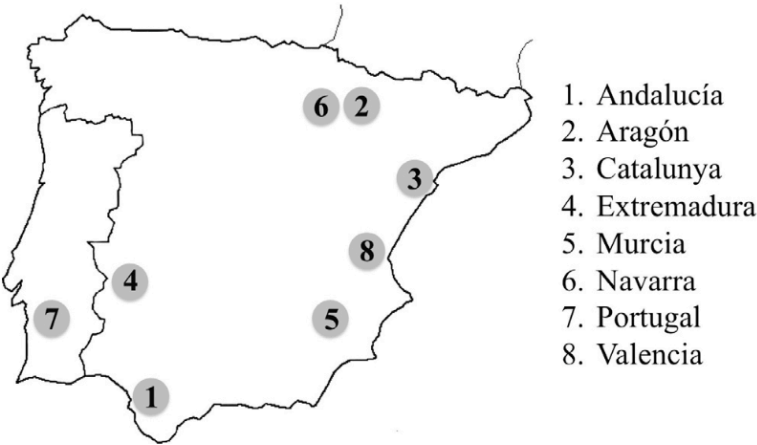 6 2
3
8
4
7
5
1
1. Andalucía
2. Aragón
3. Catalunya
4. Extremadura
5. Murcia
6. Navarra
7. Portugal
8. Valencia